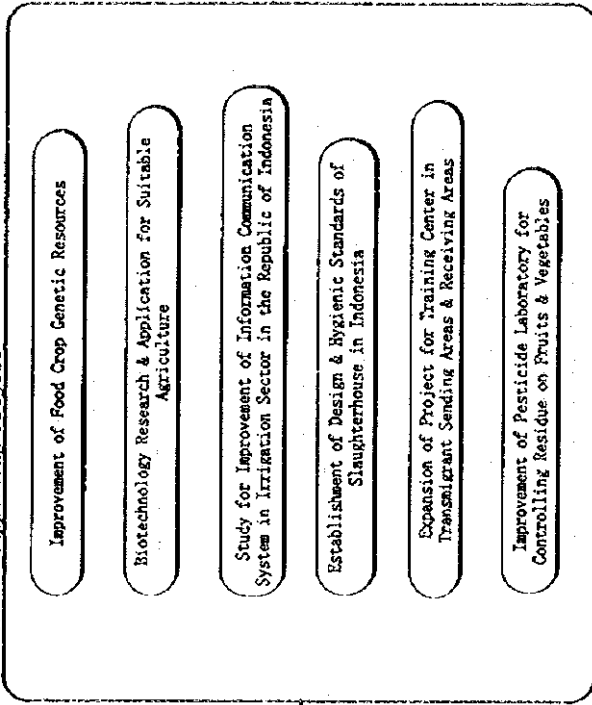 Improvement of Food Crop Genetic Resources
Biotechnology Research & Application for Suitable
Agriculture
Study for Improvement of Information Communication
System in Irrigation Sector in the Republic of Indonesia
Establishment of Design & Hygienic Standards of
Slaughterhouse in Indonesia
Expansion of Project for Training Center in
Transmigrant Sending Areas & Receiving Areas
Improvement of Pesticide Laboratory for
Controlling Residue on Fruits & Vegetables